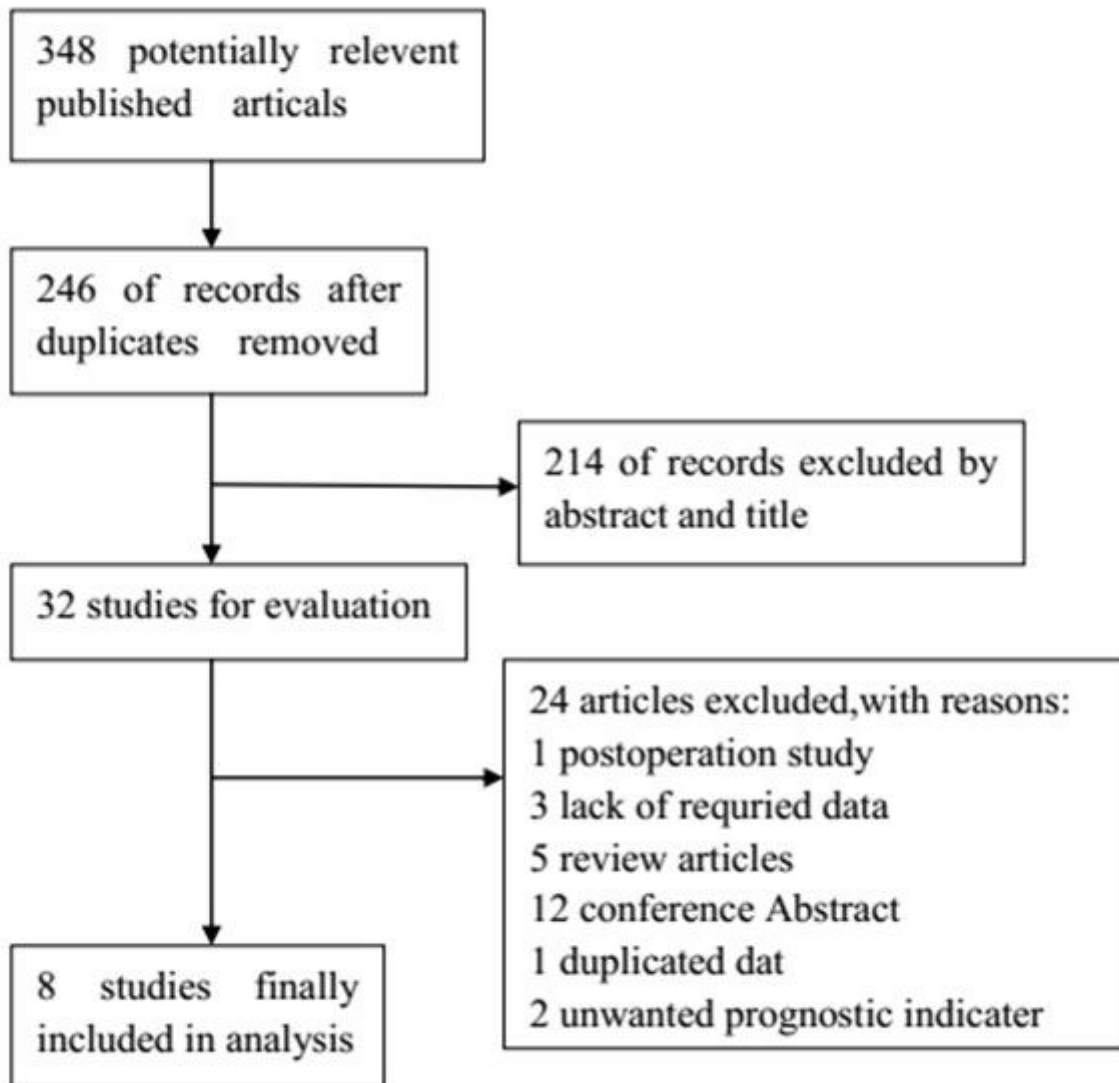 348 potentially relevent
published articals
246 of records after
duplicates removed
214 of records excluded by
abstract and title
32 studies for evaluation
24 articles excluded,with reasons:
1 postoperation study
3 lack of requried data
5 review articles
12 conference Abstract
1 duplicated dat
2 unwanted prognostic indicater
8 studies finally
included in analysis